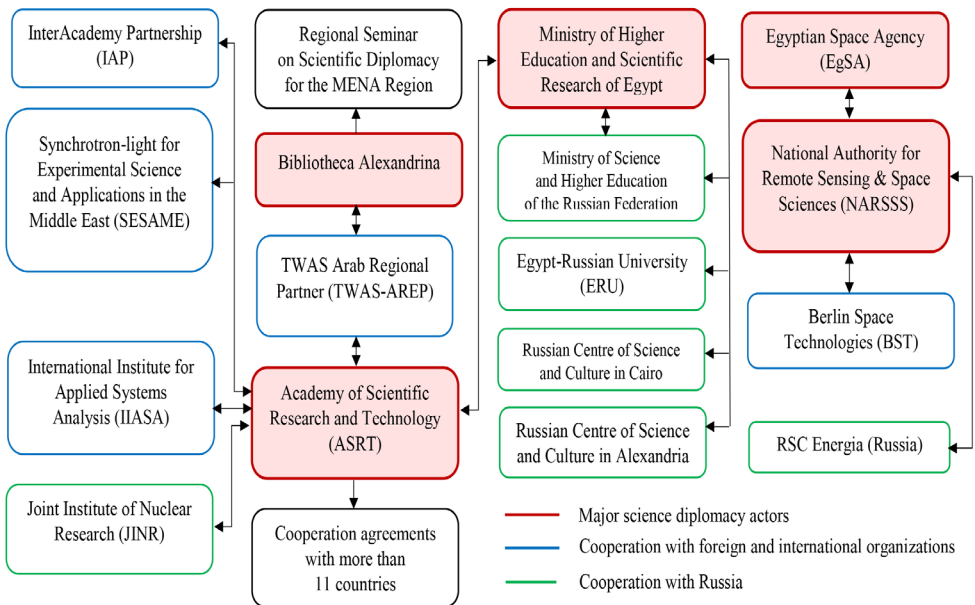 InterAcademy Partnership
(IAP)
Regional Seminar
on Scientific Diplomacy
for the MENA Region
Ministry of Higher
Education and Scientific
Research of Egypt
Egyptian Space Agency
(EgSA)
Synchrotron-light for
Experimental Science
and Applications in the
Middle East (SESAME)
Bibliotheca Alexandrina
Ministry of Science
and Higher Education
of the Russian Federation
National Authority for
Remote Sensing & Space
Sciences (NARSSS)
TWAS Arab Regional
Partner (TWAS-AREP)
Egypt-Russian University
(ERU)
Berlin Space
Technologies (BST)
International Institute for
Applied Systems
Analysis (IIASA)
Academy of Scientific
Research and Technology
(ASRT)
Russian Centre of Science
and Culture in Cairo
Russian Centre of Science
and Culture in Alexandria
RSC Energia (Russia)
Joint Institute of Nuclear
Research (JINR)
Cooperation agreements
with more than
11 countries
Major science diplomacy actors
Cooperation with foreign and international organizations
Cooperation with Russia